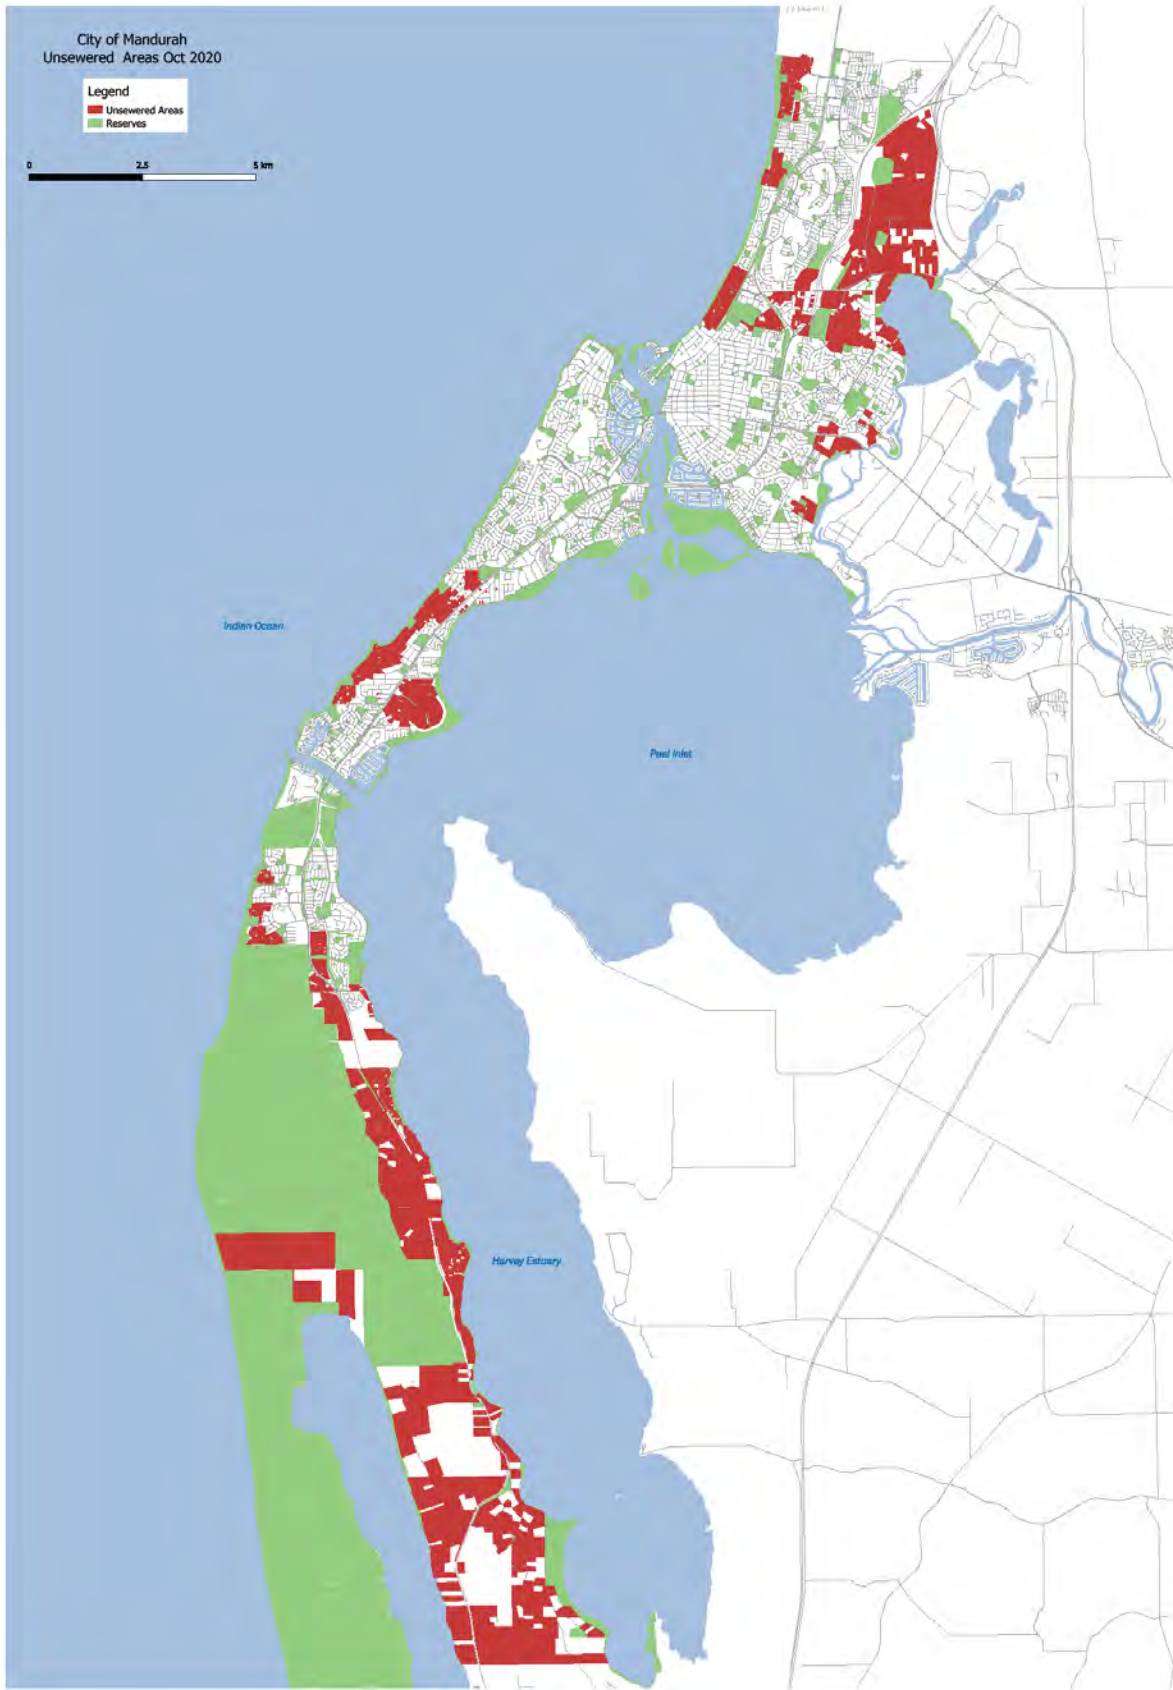 City of Mandurah
Unsewered Areas Oct 2020
Legend
Unsewered Areas
Reserves
0 2.5 5 km
Indian Ocean
Peel Inlet
Harvey Estuary